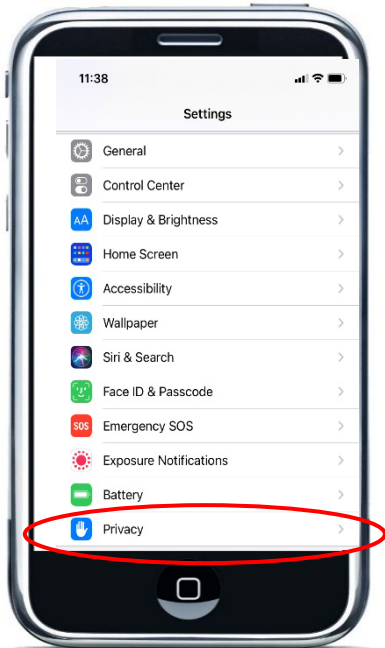 11:38
Settings
General
Control Center
AA Display & Brightness
Home Screen
Accessibility
Wallpaper
Siri & Search
Face ID & Passcode
SOS Emergency SOS
Exposure Notifications
Battery
Privacy